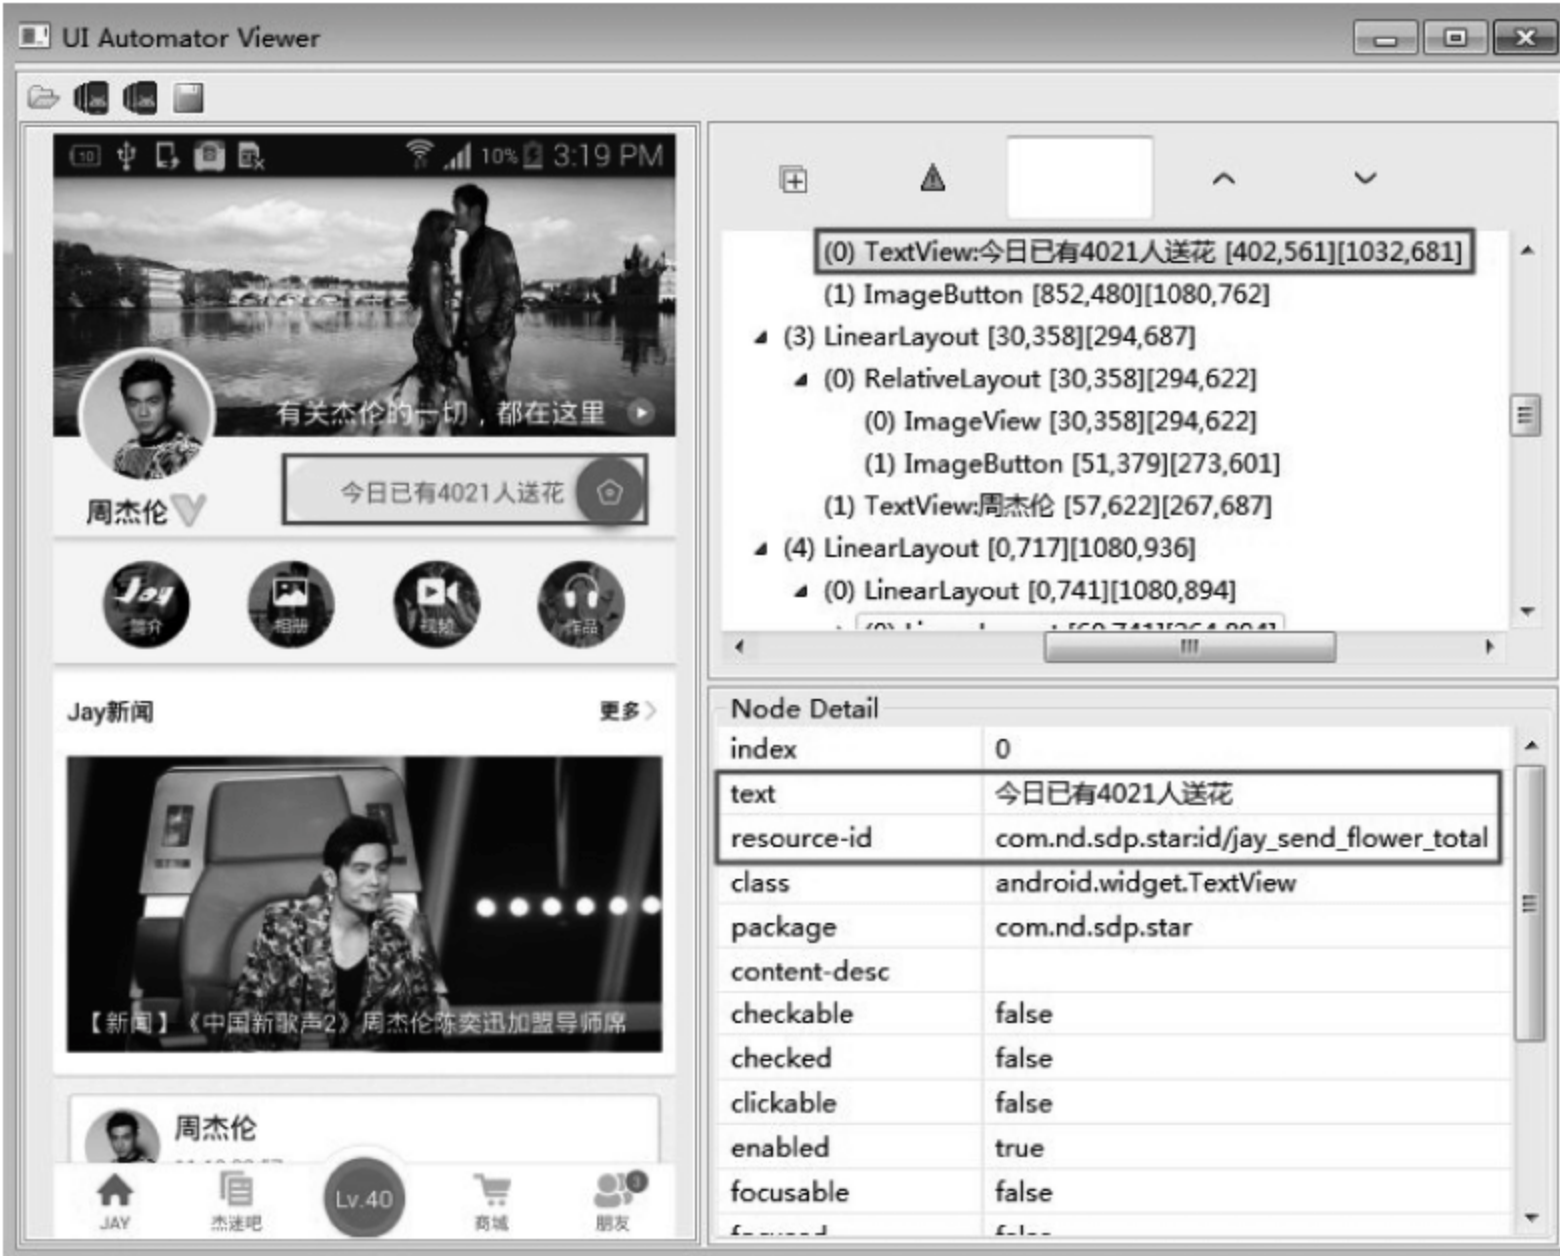 UI Automator Viewer
10% 3:19 PM
有关杰伦的一切，都在这里
今日已有4021人送花
周杰伦
Jay
简介
相册
视频
作品
Jay新闻
更多
【新闻】《中国新歌声2》周杰伦陈奕迅加盟导师席
周杰伦
Lv.40
3
JAY
杰迷吧
商城
朋友
(0) TextView:今日已有4021人送花 [402,561][1032,681]
(1) ImageButton [852,480][1080,762]
(3) LinearLayout [30,358][294,687]
(0) RelativeLayout [30,358][294,622]
(0) ImageView [30,358][294,622]
(1) ImageButton [51,379][273,601]
(1) TextView:周杰伦 [57,622][267,687]
(4) LinearLayout [0,717][1080,936]
(0) LinearLayout [0,741][1080,894]
Node Detail
index 0
text 今日已有4021人送花
resource-id com.nd.sdp.star:id/jay_send_flower_total
class android.widget.TextView
package com.nd.sdp.star
content-desc
checkable false
checked false
clickable false
enabled true
focusable false